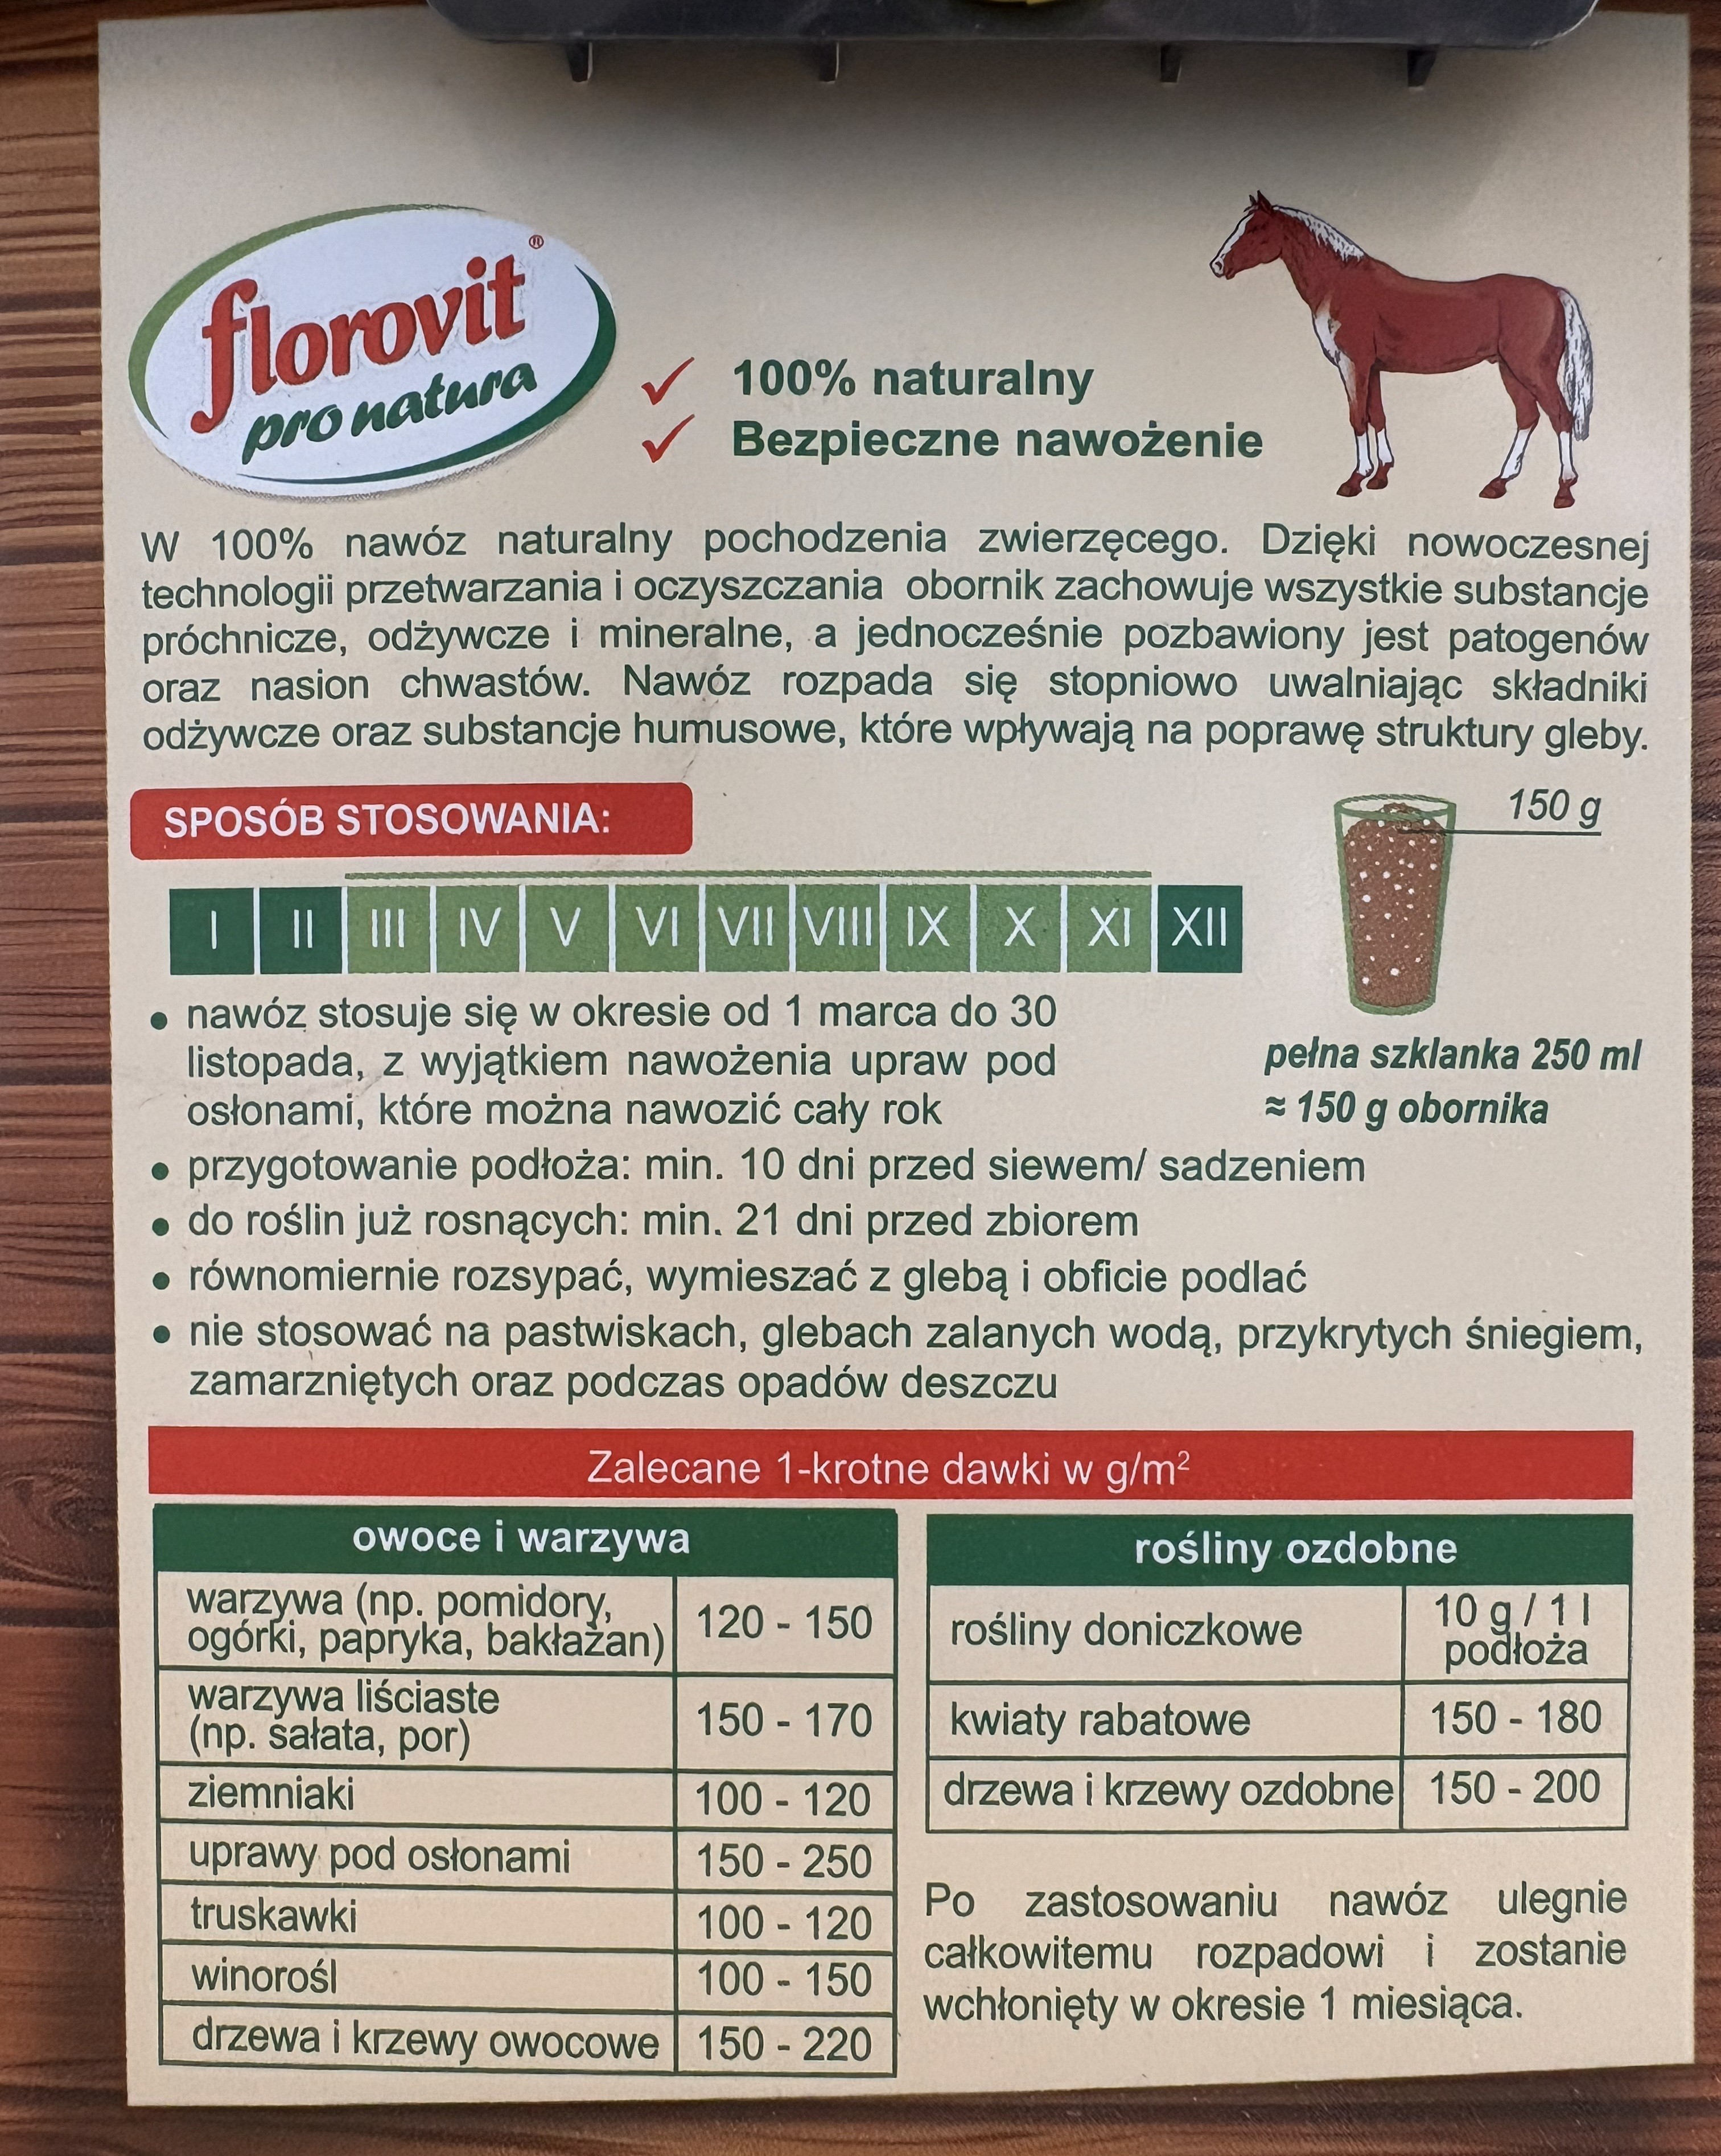 florovit®
pro natura
100% naturalny
Bezpieczne nawożenie
W 100% nawóz naturalny pochodzenia zwierzęcego. Dzięki nowoczesnej
technologii przetwarzania i oczyszczania obornik zachowuje wszystkie substancje
próchnicze, odżywcze i mineralne, a jednocześnie pozbawiony jest patogenów
oraz nasion chwastów. Nawóz rozpada się stopniowo uwalniając składniki
odżywcze oraz substancje humusowe, które wpływają na poprawę struktury gleby.
SPOSÓB STOSOWANIA:
I II III IV V VI VII VIII IX X XI XII
150 g
pełna szklanka 250 ml
≈ 150 g obornika
• nawóz stosuje się w okresie od 1 marca do 30
listopada, z wyjątkiem nawożenia upraw pod
osłonami, które można nawozić cały rok
• przygotowanie podłoża: min. 10 dni przed siewem/ sadzeniem
• do roślin już rosnących: min. 21 dni przed zbiorem
• równomiernie rozsypać, wymieszać z glebą i obficie podlać
• nie stosować na pastwiskach, glebach zalanych wodą, przykrytych śniegiem,
zamarzniętych oraz podczas opadów deszczu
Zalecane 1-krotne dawki w g/m²
owoce i warzywa
warzywa (np. pomidory,
ogórki, papryka, bakłażan) 120 - 150
warzywa liściaste
(np. sałata, por) 150 - 170
ziemniaki 100 - 120
uprawy pod osłonami 150 - 250
truskawki 100 - 120
winorośl 100 - 150
drzewa i krzewy owocowe 150 - 220
rośliny ozdobne
rośliny doniczkowe 10 g / 1 l
podłoża
kwiaty rabatowe 150 - 180
drzewa i krzewy ozdobne 150 - 200
Po zastosowaniu nawóz ulegnie
całkowitemu rozpadowi i zostanie
wchłonięty w okresie 1 miesiąca.